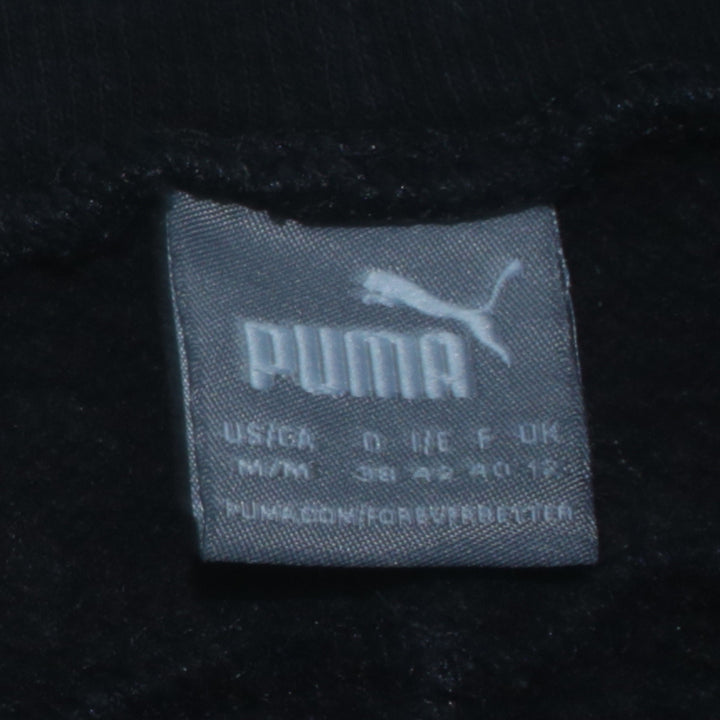 PUMA
US/CA D I/E F UK
M/M 38 42 40 12
PUMA.COM/FOREVERBETTER